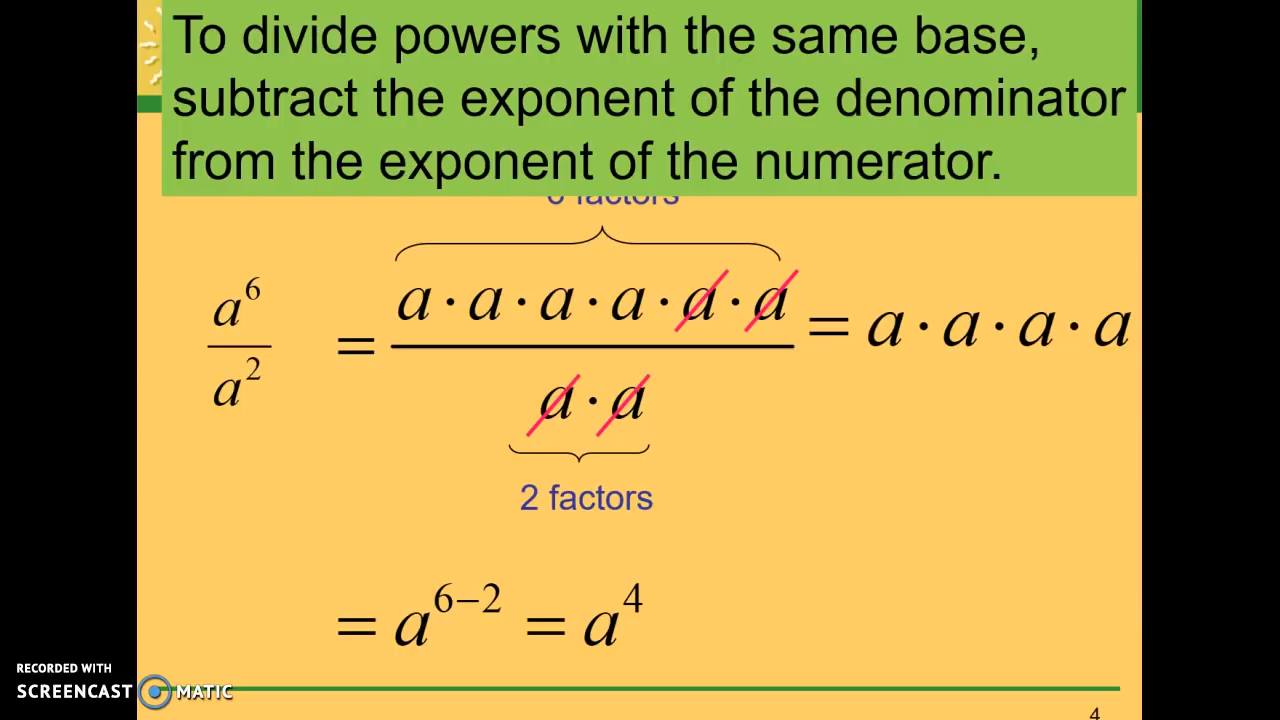 To divide powers with the same base,
subtract the exponent of the denominator
from the exponent of the numerator.
6 factors
a⁶/a² = (a · a · a · a · a · a)/(a · a) = a · a · a · a
2 factors
= a⁶⁻² = a⁴
RECORDED WITH
SCREENCAST MATIC
4